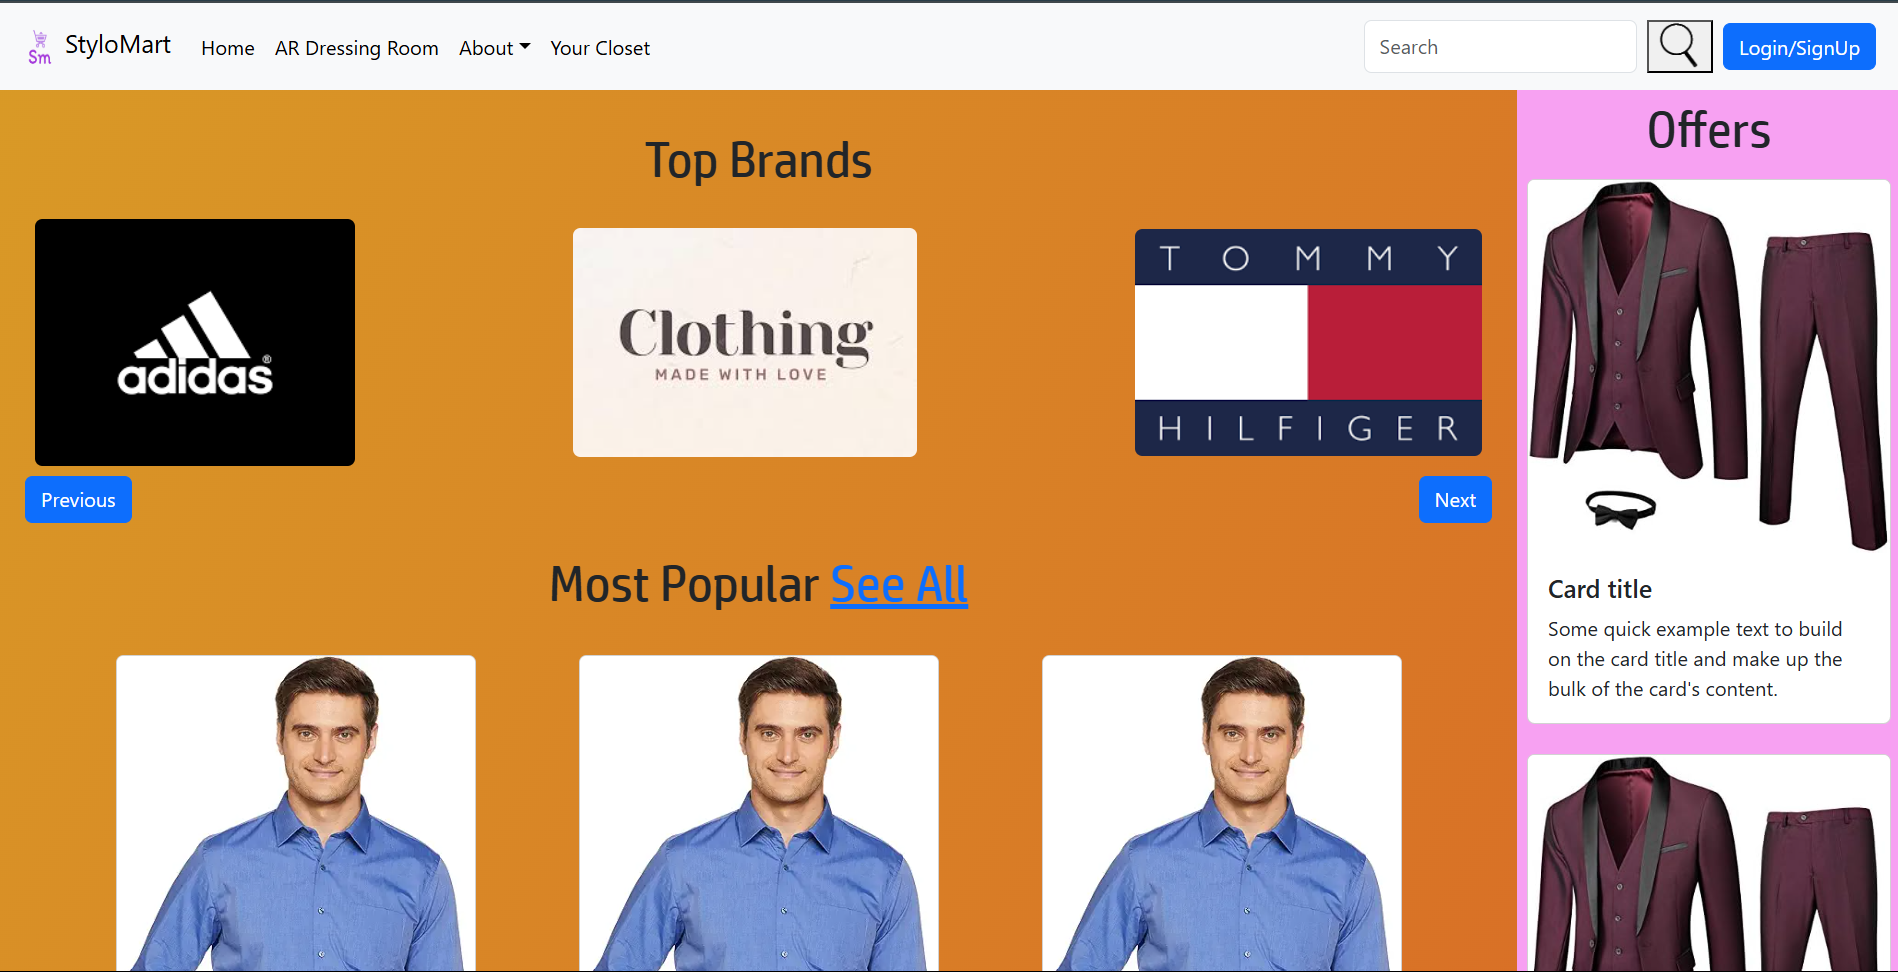 Sm StyloMart Home AR Dressing Room About Your Closet Search Login/SignUp
Top Brands
adidas®
Clothing
MADE WITH LOVE
TOMMY
HILFIGER
Previous Next
Most Popular See All
Offers
Card title
Some quick example text to build
on the card title and make up the
bulk of the card's content.